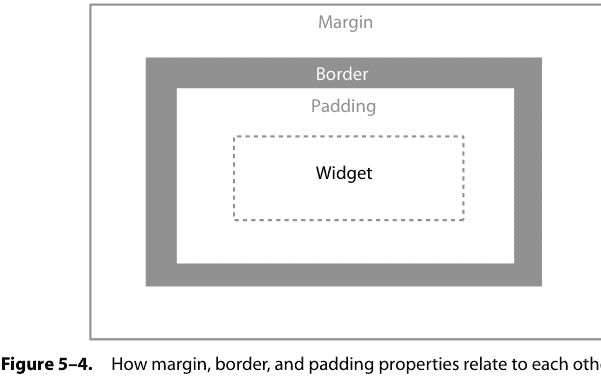 Margin
Border
Padding
Widget
Figure 5–4. How margin, border, and padding properties relate to each